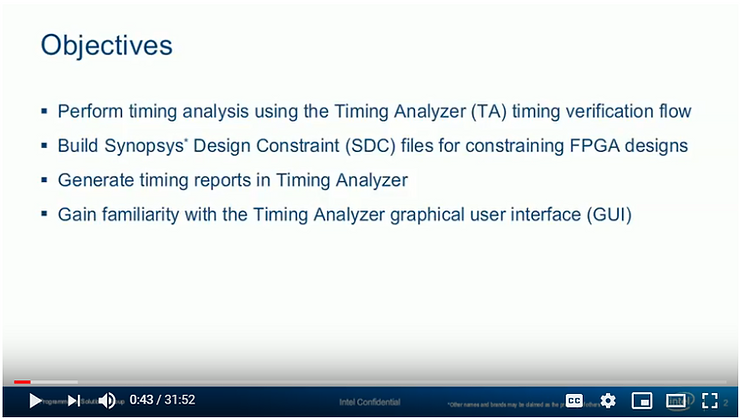 Objectives
▪ Perform timing analysis using the Timing Analyzer (TA) timing verification flow
▪ Build Synopsys* Design Constraint (SDC) files for constraining FPGA designs
▪ Generate timing reports in Timing Analyzer
▪ Gain familiarity with the Timing Analyzer graphical user interface (GUI)
0:43 / 31:52
Intel Confidential
*Other names and brands may be claimed as the
CC
intel
2